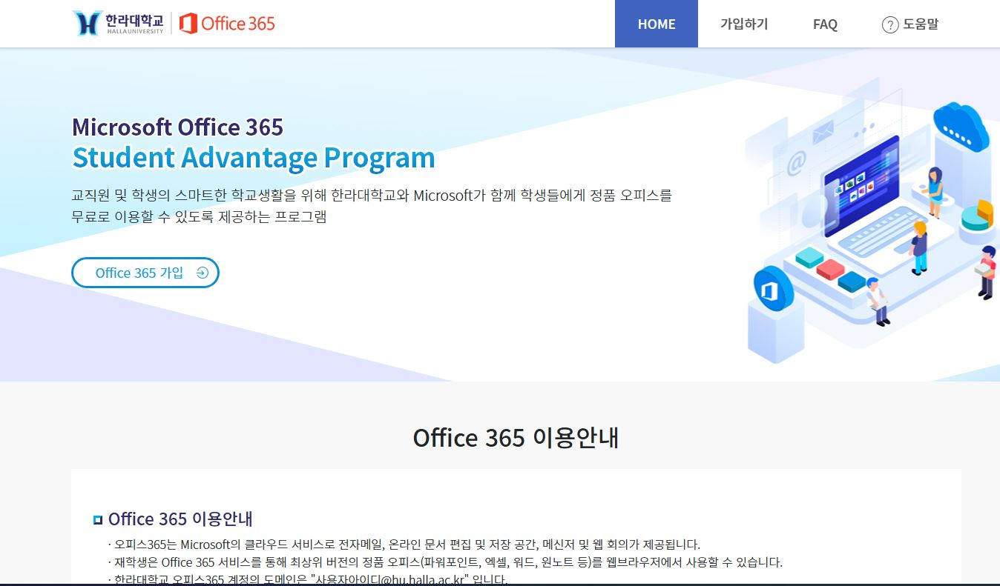 한라대학교
HALLA UNIVERSITY
Office 365
HOME
가입하기
FAQ
? 도움말
Microsoft Office 365
Student Advantage Program
교직원 및 학생의 스마트한 학교생활을 위해 한라대학교와 Microsoft가 함께 학생들에게 정품 오피스를
무료로 이용할 수 있도록 제공하는 프로그램
Office 365 가입
@
Office 365 이용안내
Office 365 이용안내
· 오피스365는 Microsoft의 클라우드 서비스로 전자메일, 온라인 문서 편집 및 저장 공간, 메신저 및 웹 회의가 제공됩니다.
· 재학생은 Office 365 서비스를 통해 최상위 버전의 정품 오피스(파워포인트, 엑셀, 워드, 원노트 등)를 웹브라우저에서 사용할 수 있습니다.
· 한라대학교 오피스365 계정의 도메인은 "사용자아이디@hu.halla.ac.kr" 입니다.